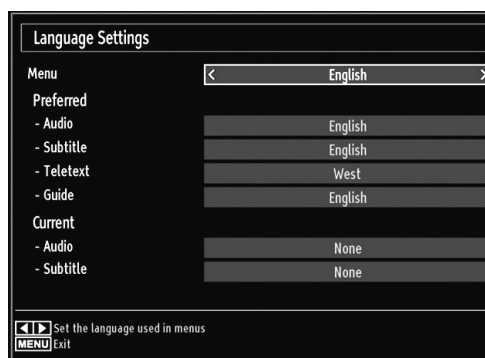 Language Settings
Menu < English >
Preferred
- Audio English
- Subtitle English
- Teletext West
- Guide English
Current
- Audio None
- Subtitle None
◀ ▶ Set the language used in menus
MENU Exit